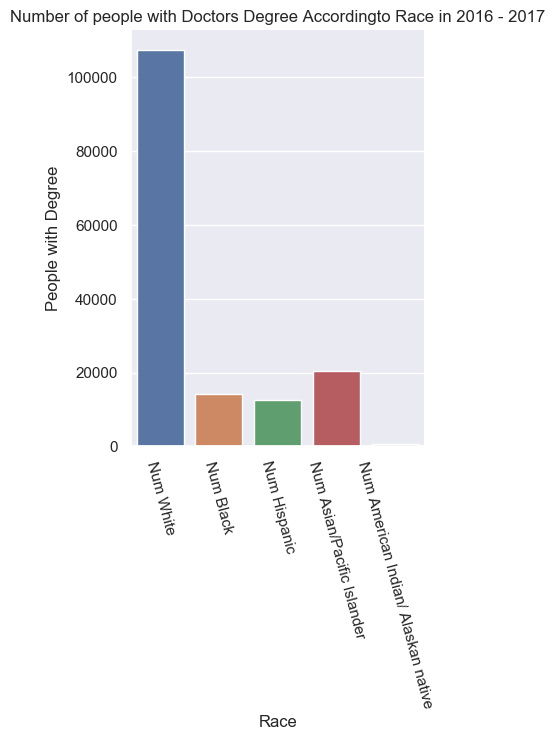 Number of people with Doctors Degree Accordingto Race in 2016 - 2017
People with Degree
100000
80000
60000
40000
20000
0
Num White
Num Black
Num Hispanic
Num Asian/Pacific Islander
Num American Indian/ Alaskan native
Race